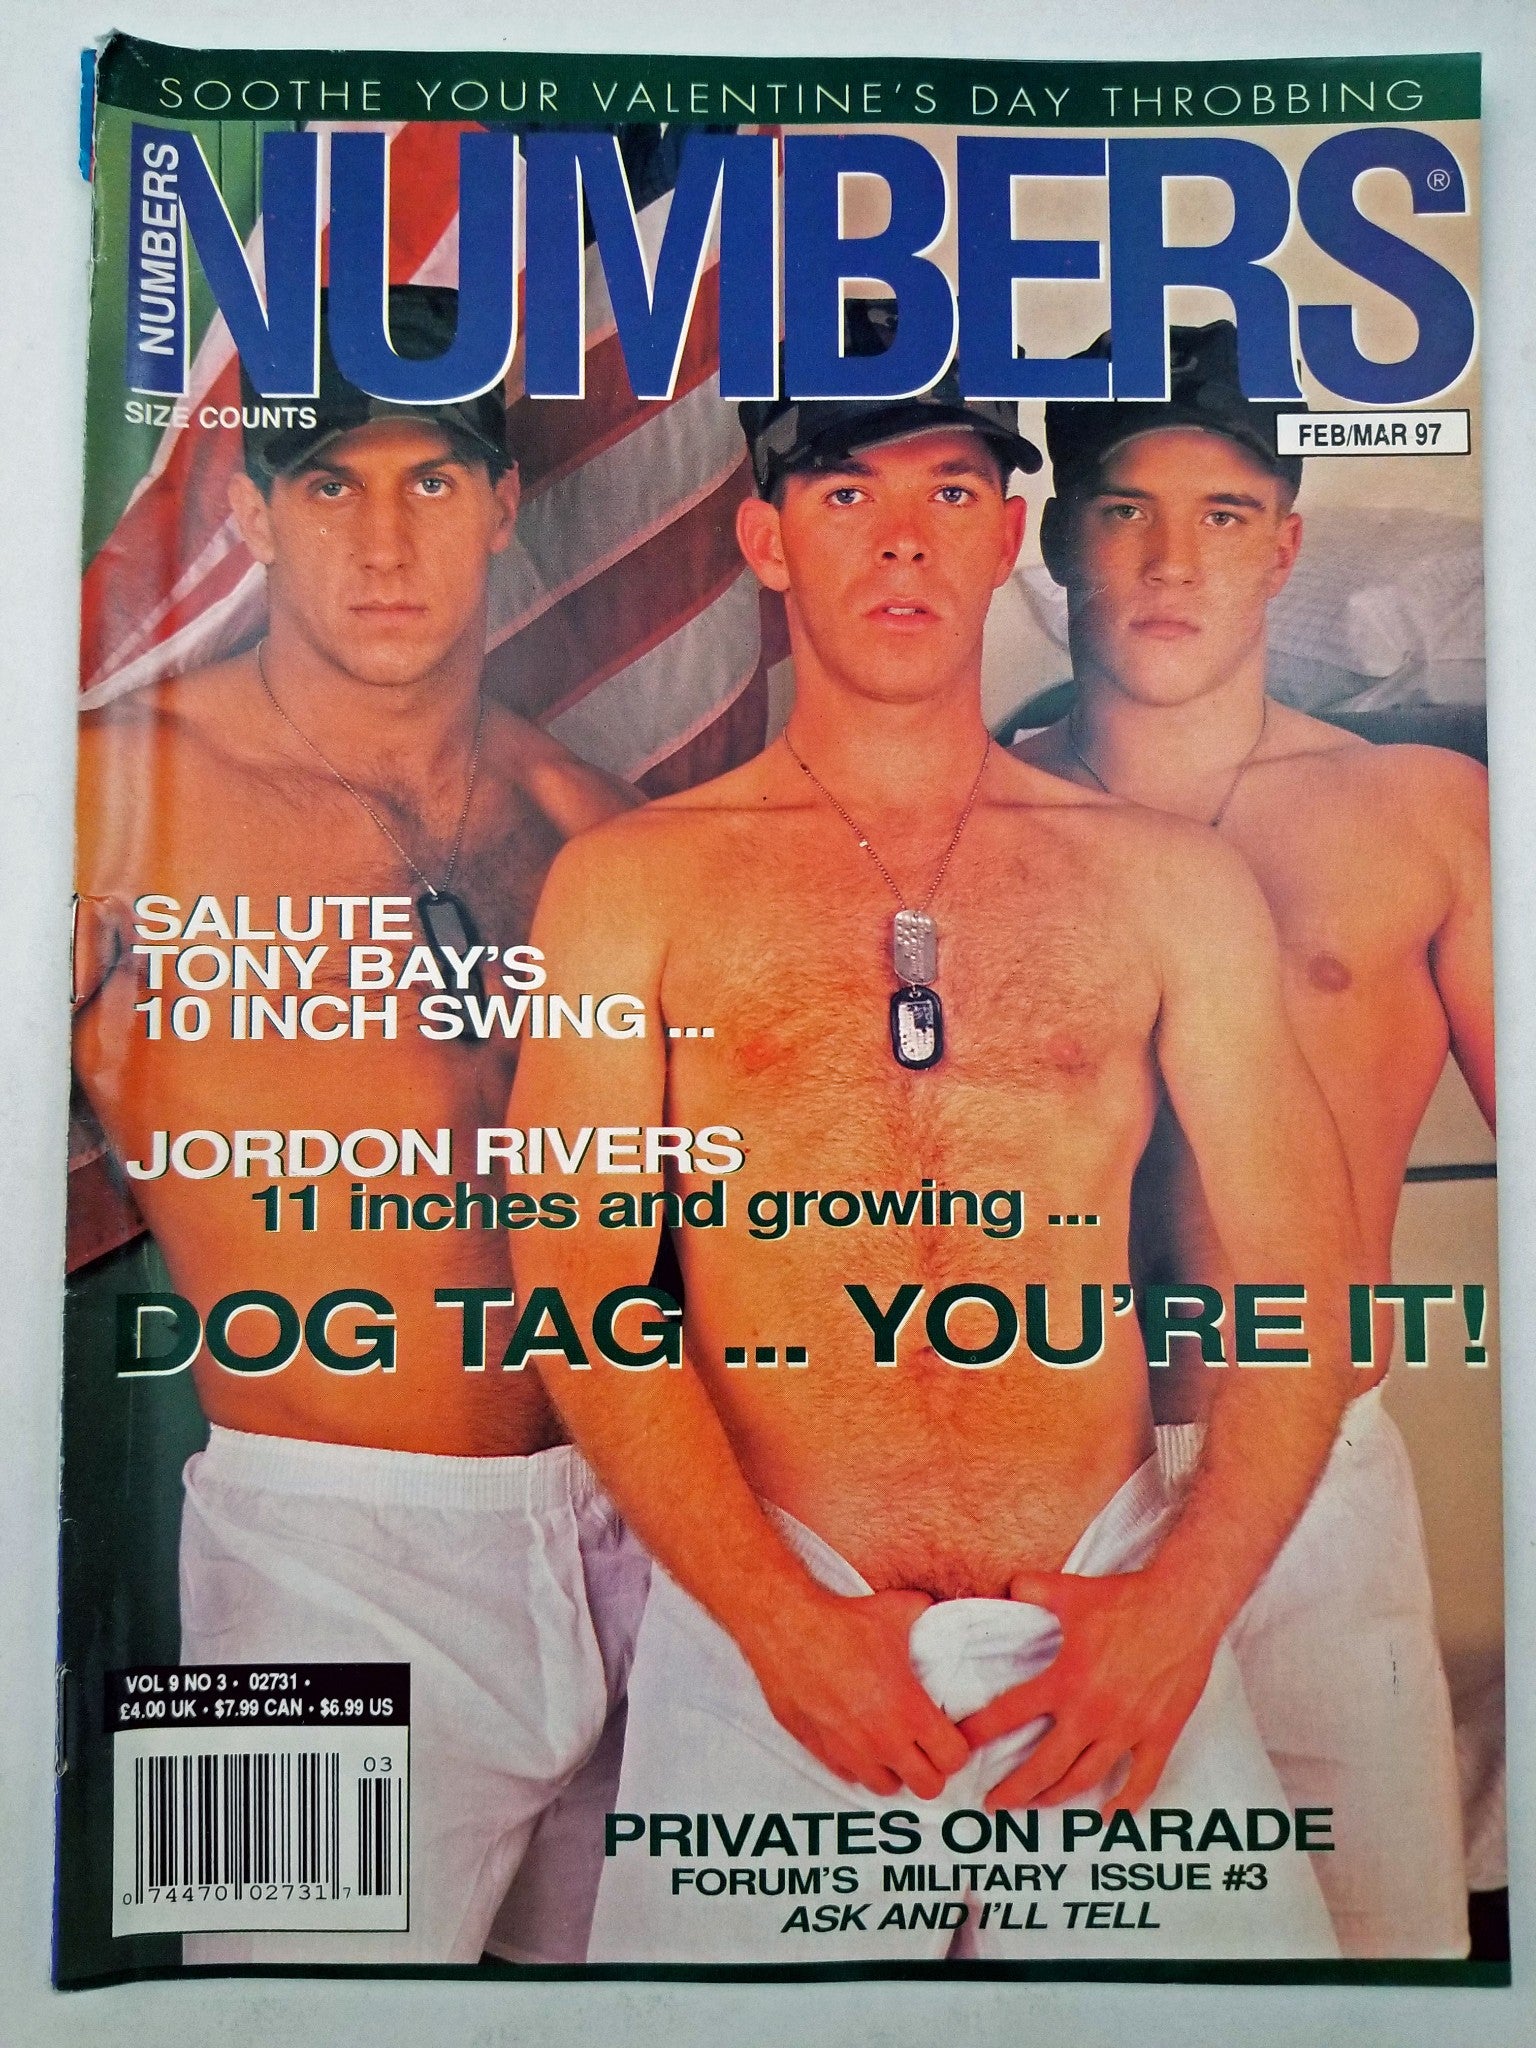 SOOTHE YOUR VALENTINE'S DAY THROBBING
NUMBERS
NUMBERS®
SIZE COUNTS
FEB/MAR 97
SALUTE
TONY BAY'S
10 INCH SWING ...
JORDON RIVERS
11 inches and growing ...
DOG TAG ... YOU'RE IT!
VOL 9 NO 3 • 02731 •
£4.00 UK • $7.99 CAN • $6.99 US
03
0 74470 02731 7
PRIVATES ON PARADE
FORUM'S MILITARY ISSUE #3
ASK AND I'LL TELL